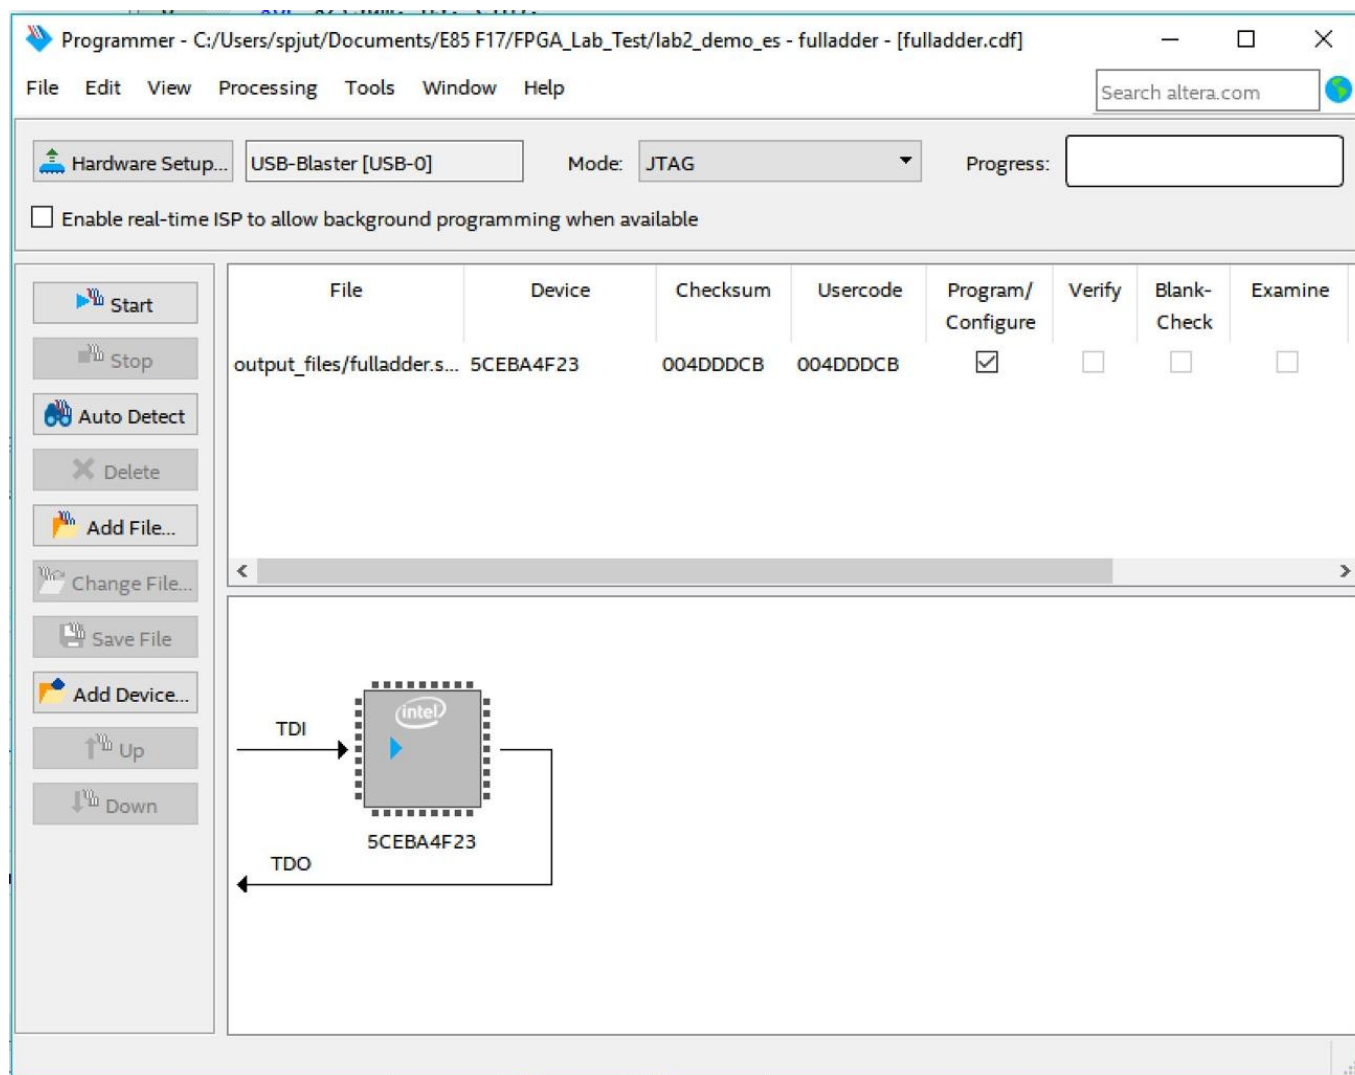 Programmer - C:/Users/spjut/Documents/E85 F17/FPGA_Lab_Test/lab2_demo_es - fulladder - [fulladder.cdf]
File Edit View Processing Tools Window Help
Search altera.com
Hardware Setup... USB-Blaster [USB-0] Mode: JTAG Progress:
Enable real-time ISP to allow background programming when available
Start
Stop
Auto Detect
Delete
Add File...
Change File...
Save File
Add Device...
Up
Down
File Device Checksum Usercode Program/ Configure Verify Blank- Check Examine
output_files/fulladder.s... 5CEBA4F23 004DDDCB 004DDDCB
intel
TDI
5CEBA4F23
TDO